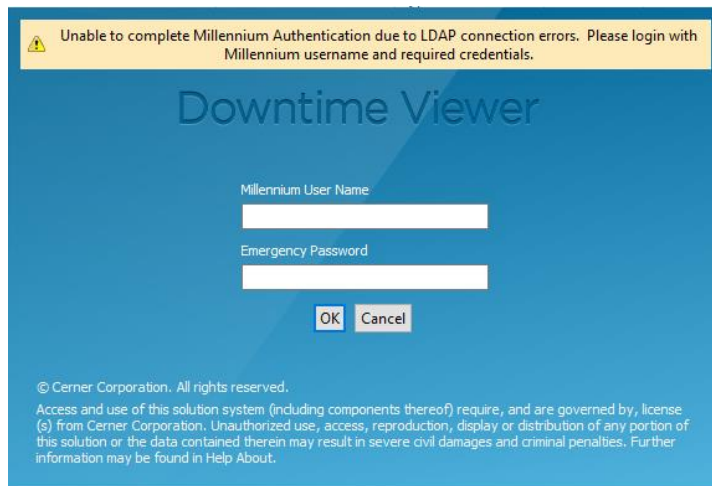 Unable to complete Millennium Authentication due to LDAP connection errors.  Please login with
Millennium username and required credentials.
Downtime Viewer
Millennium User Name
Emergency Password
OK Cancel
© Cerner Corporation. All rights reserved.
Access and use of this solution system (including components thereof) require, and are governed by, license
(s) from Cerner Corporation. Unauthorized use, access, reproduction, display or distribution of any portion of
this solution or the data contained therein may result in severe civil damages and criminal penalties. Further
information may be found in Help About.